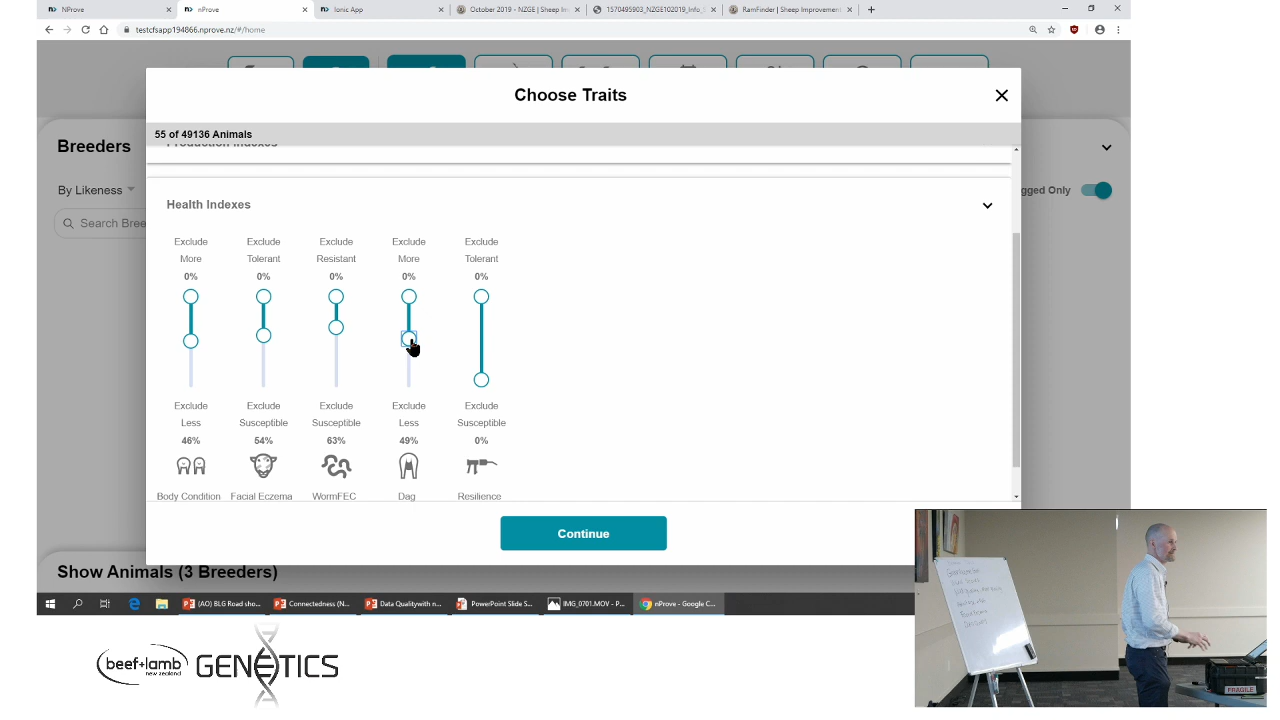 NProve
nProve
Ionic App
October 2019 - NZGE | Sheep Im
1570495903_NZGE102019_Info_
RamFinder | Sheep Improvement
testcfsapp194866.nprove.nz/#/home
Choose Traits
55 of 49136 Animals
Production Indexes
Breeders
By Likeness
gged Only
Search Bree
Health Indexes
Exclude Exclude Exclude Exclude Exclude
More Tolerant Resistant More Tolerant
0% 0% 0% 0% 0%
Exclude Exclude Exclude Exclude Exclude
Less Susceptible Susceptible Less Susceptible
46% 54% 63% 49% 0%
Body Condition Facial Eczema WormFEC Dag Resilience
Continue
Show Animals (3 Breeders)
(AO) BLG Road sho...
Connectedness (N...
Data Qualitywith n...
PowerPoint Slide S...
IMG_0701.MOV - P...
nProve - Google C...
beef+lamb
new zealand
GENETICS
FRAGILE